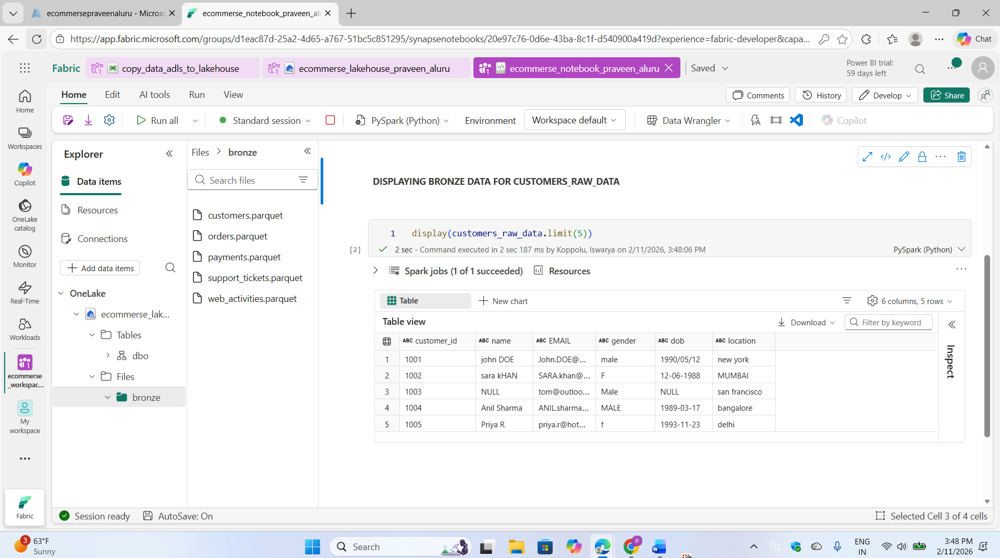 ecommersepraveenaluru - Microso
ecommerse_notebook_praveen_alu
https://app.fabric.microsoft.com/groups/d1eac87d-25a2-4d65-a767-51bc5c851295/synapsenotebooks/20e97c76-0d6e-43ba-8c1f-d540900a419d?experience=fabric-developer&capa...
Chat
Fabric
1 copy_data_adls_to_lakehouse
1 ecommerse_lakehouse_praveen_aluru
1 ecommerse_notebook_praveen_aluru
Saved
Power BI trial:
59 days left
Home Edit AI tools Run View
Comments History Develop Share
Run all Standard session PySpark (Python) Environment Workspace default Data Wrangler Copilot
Home
Workspaces
Copilot
OneLake
catalog
Monitor
Real-Time
Workloads
1
ecommerse
_workspac...
My
workspace
Fabric
Explorer
Data items
Resources
Connections
Add data items
OneLake
ecommerse_lak...
Tables
dbo
Files
bronze
Files > bronze
Search files
customers.parquet
orders.parquet
payments.parquet
support_tickets.parquet
web_activities.parquet
DISPLAYING BRONZE DATA FOR CUSTOMERS_RAW_DATA
1 display(customers_raw_data.limit(5))
[2] 2 sec - Command executed in 2 sec 187 ms by Koppolu, Iswarya on 2/11/2026, 3:48:06 PM PySpark (Python)
Spark jobs (1 of 1 succeeded) Resources
Table New chart 6 columns, 5 rows
Table view Download Filter by keyword
ABC customer_id ABC name ABC EMAIL ABC gender ABC dob ABC location
1 1001 john DOE John.DOE@... male 1990/05/12 new york
2 1002 sara kHAN SARA.khan@... F 12-06-1988 MUMBAI
3 1003 NULL tom@outloo... Male NULL san francisco
4 1004 Anil Sharma ANIL.sharma... MALE 1989-03-17 bangalore
5 1005 Priya R priya.r@hot... f 1993-11-23 delhi
Inspect
Session ready AutoSave: On Selected Cell 3 of 4 cells
3
63°F
Sunny
Search
P
W
ENG
IN
3:48 PM
2/11/2026